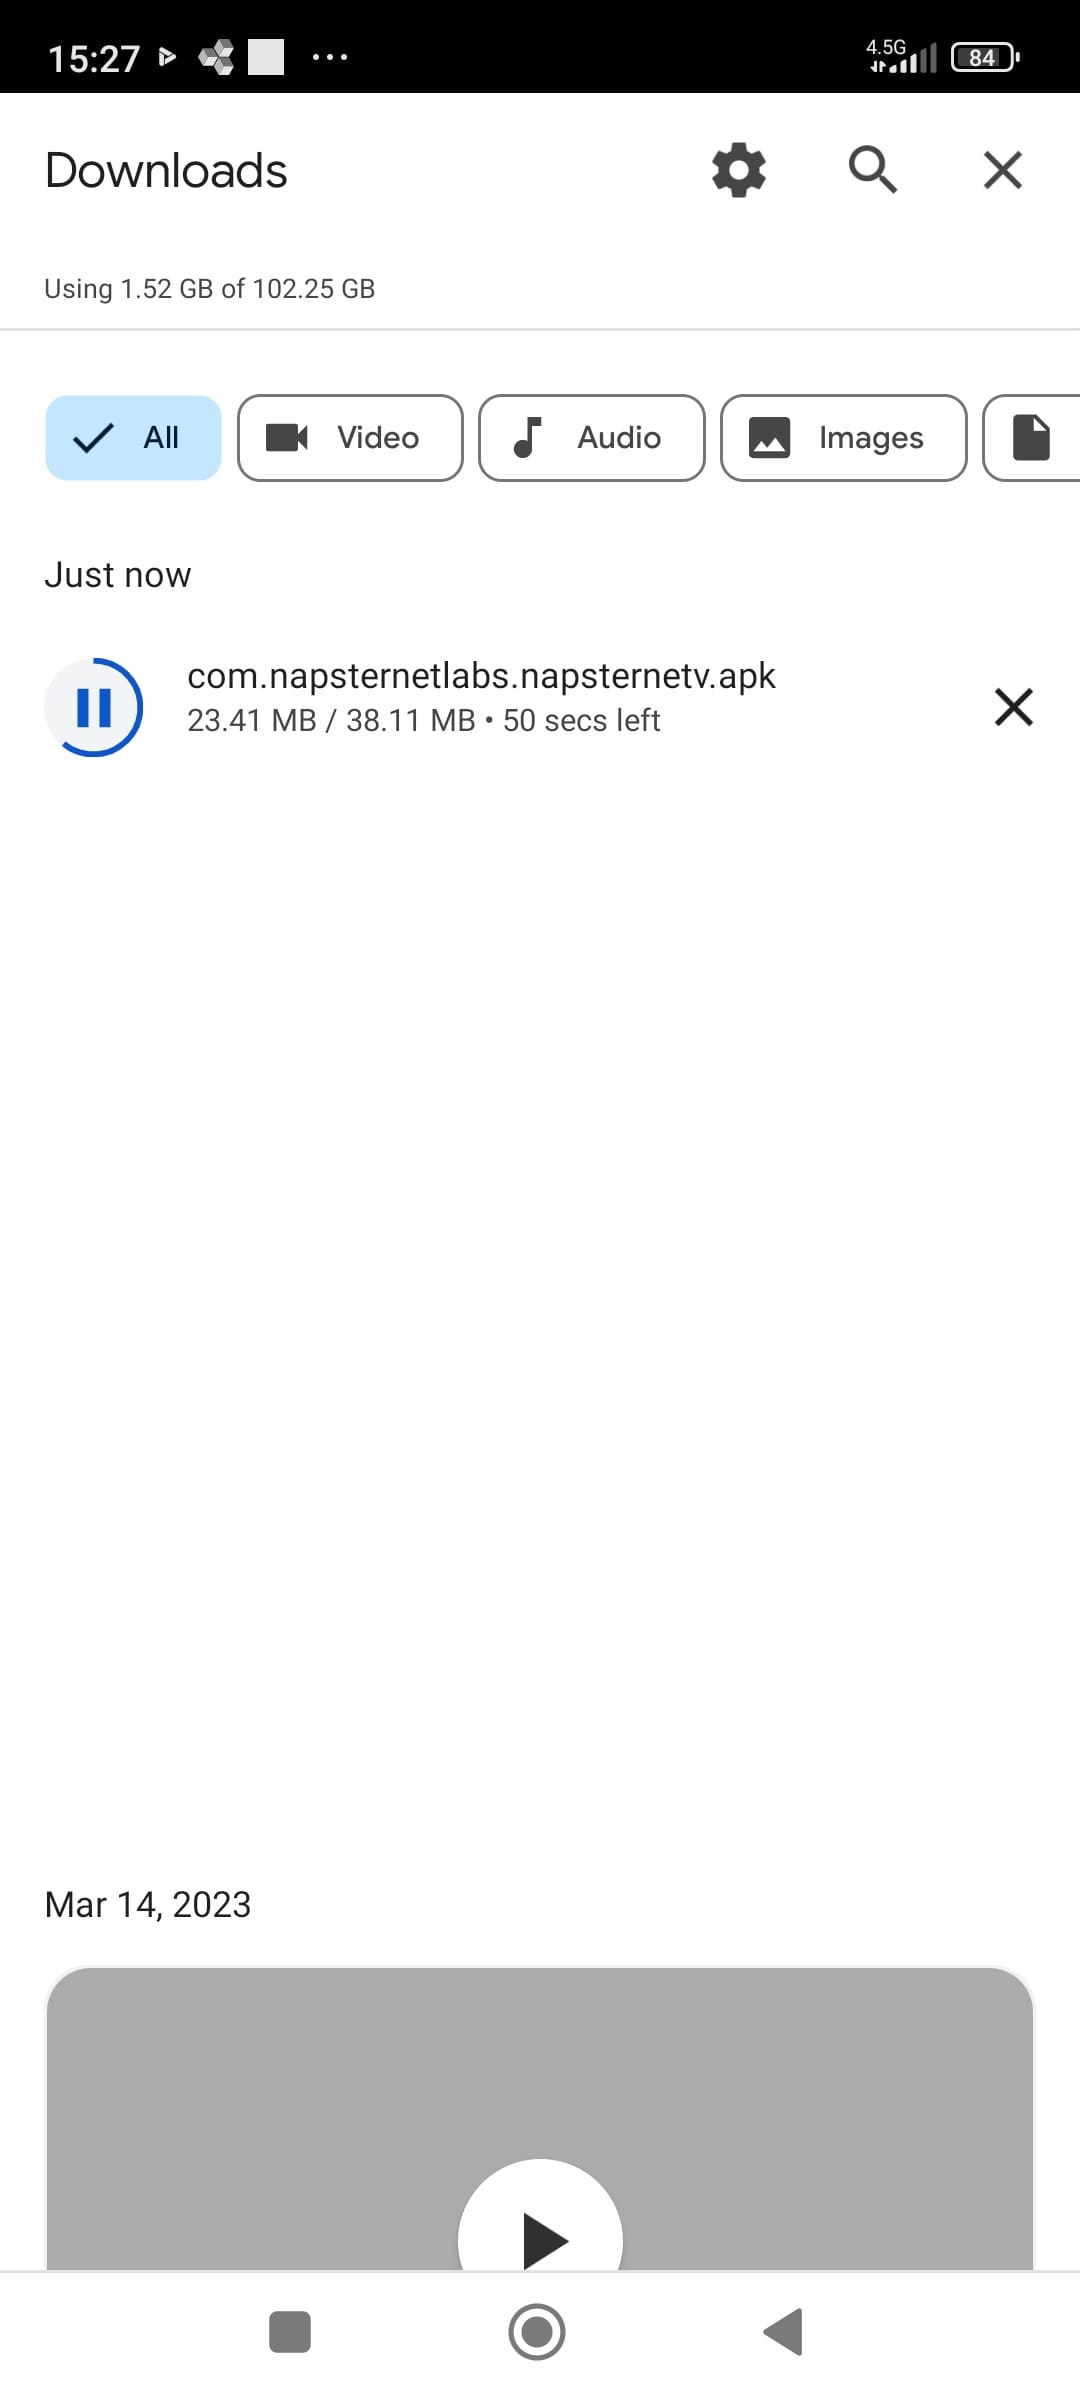 15:27
4.5G
84
Downloads
Using 1.52 GB of 102.25 GB
All
Video
Audio
Images
Just now
com.napsternetlabs.napsternetv.apk
23.41 MB / 38.11 MB • 50 secs left
Mar 14, 2023